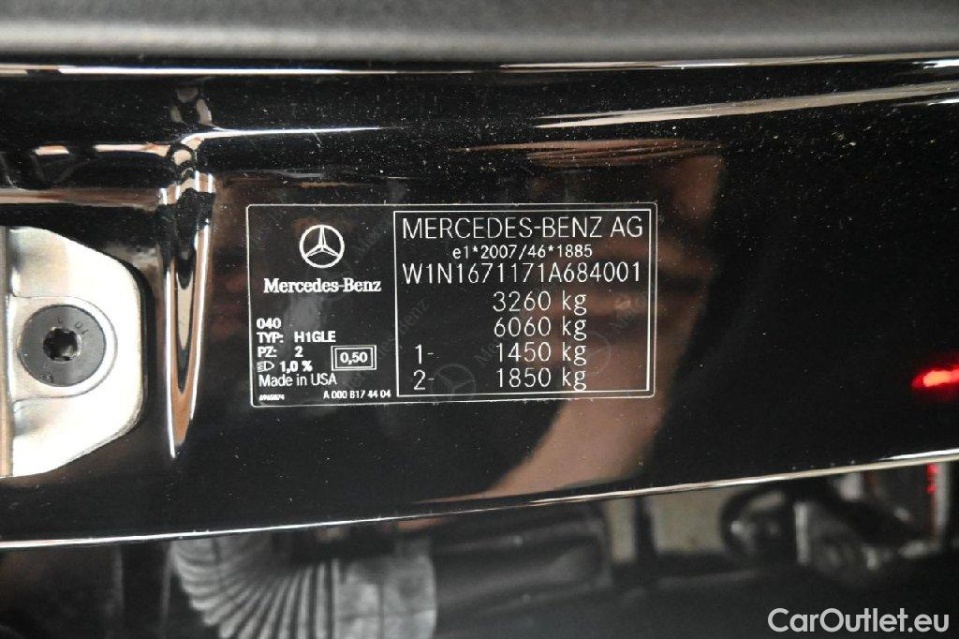 Mercedes-Benz
040
TYP: H1GLE
PZ: 2
1,0 %
0,50
Made in USA
A 000 817 44 04
MERCEDES-BENZ AG
e1*2007/46*1885
W1N1671171A684001
3260 kg
6060 kg
1- 1450 kg
2- 1850 kg
CarOutlet.eu